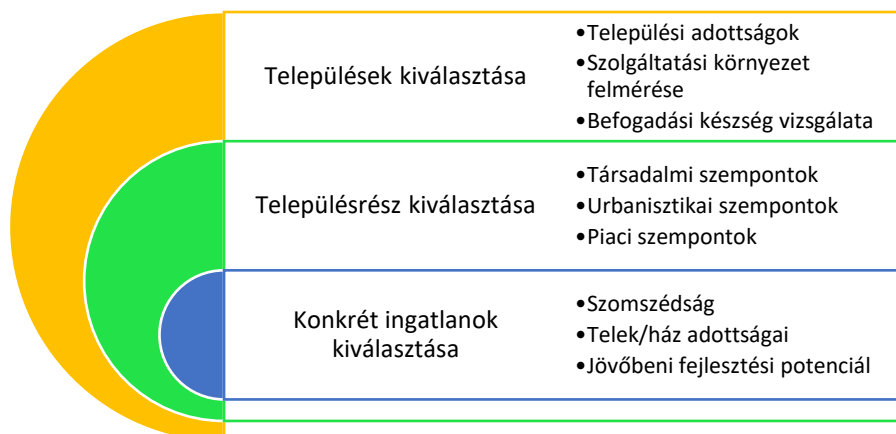 Települések kiválasztása
•Települési adottságok
•Szolgáltatási környezet
felmérése
•Befogadási készség vizsgálata
Településrész kiválasztása
•Társadalmi szempontok
•Urbanisztikai szempontok
•Piaci szempontok
Konkrét ingatlanok
kiválasztása
•Szomszédság
•Telek/ház adottságai
•Jövőbeni fejlesztési potenciál